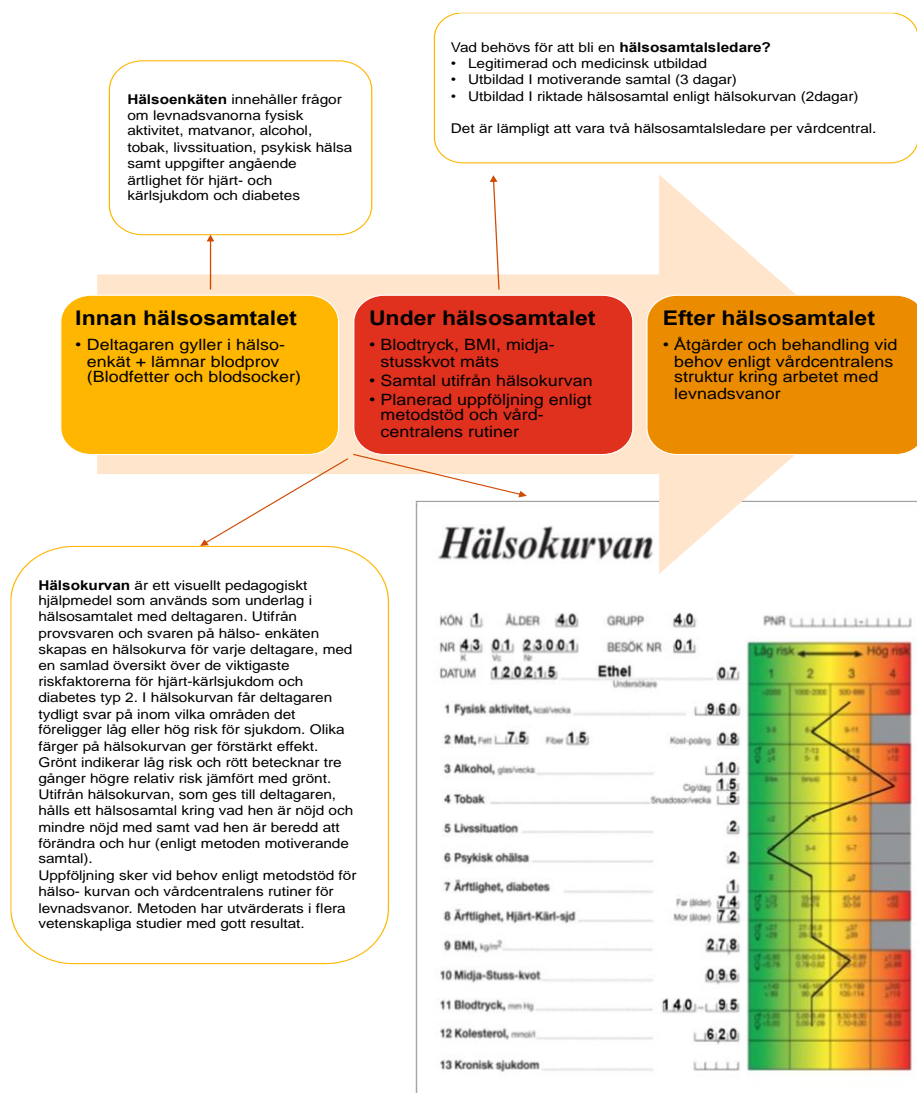 Vad behövs för att bli en hälsosamtalsledare?
• Legitimerad och medicinsk utbildad
• Utbildad I motiverande samtal (3 dagar)
• Utbildad I riktade hälsosamtal enligt hälsokurvan (2dagar)
Det är lämpligt att vara två hälsosamtalsledare per vårdcentral.
Hälsoenkäten innehåller frågor
om levnadsvanorna fysisk
aktivitet, matvanor, alcohol,
tobak, livssituation, psykisk hälsa
samt uppgifter angående
ärtlighet för hjärt- och
kärlsjukdom och diabetes
Innan hälsosamtalet
• Deltagaren gyller i hälso-
enkät + lämnar blodprov
(Blodfetter och blodsocker)
Under hälsosamtalet
• Blodtryck, BMI, midja-
stusskvot mäts
• Samtal utifrån hälsokurvan
• Planerad uppföljning enligt
metodstöd och vård-
centralens rutiner
Efter hälsosamtalet
• Åtgärder och behandling vid
behov enligt vårdcentralens
struktur kring arbetet med
levnadsvanor
Hälsokurvan är ett visuellt pedagogiskt
hjälpmedel som används som underlag i
hälsosamtalet med deltagaren. Utifrån
provsvaren och svaren på hälso- enkäten
skapas en hälsokurva för varje deltagare, med
en samlad översikt över de viktigaste
riskfaktorerna för hjärt-kärlsjukdom och
diabetes typ 2. I hälsokurvan får deltagaren
tydligt svar på inom vilka områden det
föreligger låg eller hög risk för sjukdom. Olika
färger på hälsokurvan ger förstärkt effekt.
Grönt indikerar låg risk och rött betecknar tre
gånger högre relativ risk jämfört med grönt.
Utifrån hälsokurvan, som ges till deltagaren,
hålls ett hälsosamtal kring vad hen är nöjd och
mindre nöjd med samt vad hen är beredd att
förändra och hur (enligt metoden motiverande
samtal).
Uppföljning sker vid behov enligt metodstöd för
hälso- kurvan och vårdcentralens rutiner för
levnadsvanor. Metoden har utvärderats i flera
vetenskapliga studier med gott resultat.
Hälsokurvan
KÖN 1 ÅLDER 40 GRUPP 40 PNR
NR 43 01 23001 BESÖK NR 01
K Vc Nr
DATUM 120215 Ethel 07
Undersökare
Låg risk Hög risk
1 2 3 4
<2000 1000-2000 500-999 <500
1 Fysisk aktivitet, kcal/vecka 960
2 Mat, Fett 75 Fiber 15 Kost-poäng 08
3 Alkohol, glas/vecka 10
Cig/dag 15
4 Tobak Snusdosor/vecka 5
5 Livssituation 2
6 Psykisk ohälsa 2
7 Ärftlighet, diabetes 1
Far (ålder) 74
8 Ärftlighet, Hjärt-Kärl-sjd Mor (ålder) 72
9 BMI, kg/m² 278
10 Midja-Stuss-kvot 096
11 Blodtryck, mm Hg 140 - 95
12 Kolesterol, mmol/l 620
13 Kronisk sjukdom